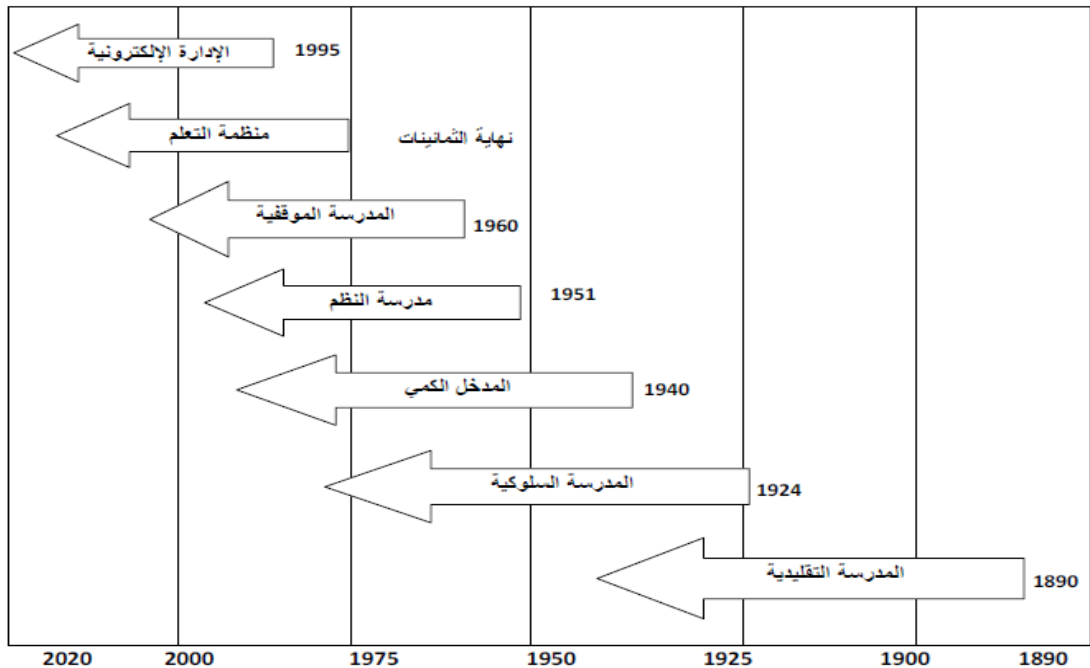 1995 الإدارة الإلكترونية
نهاية الثمانينات منظمة التعلم
1960 المدرسة الموقفية
1951 مدرسة النظم
1940 المدخل الكمي
1924 المدرسة السلوكية
1890 المدرسة التقليدية
2020 2000 1975 1950 1925 1900 1890